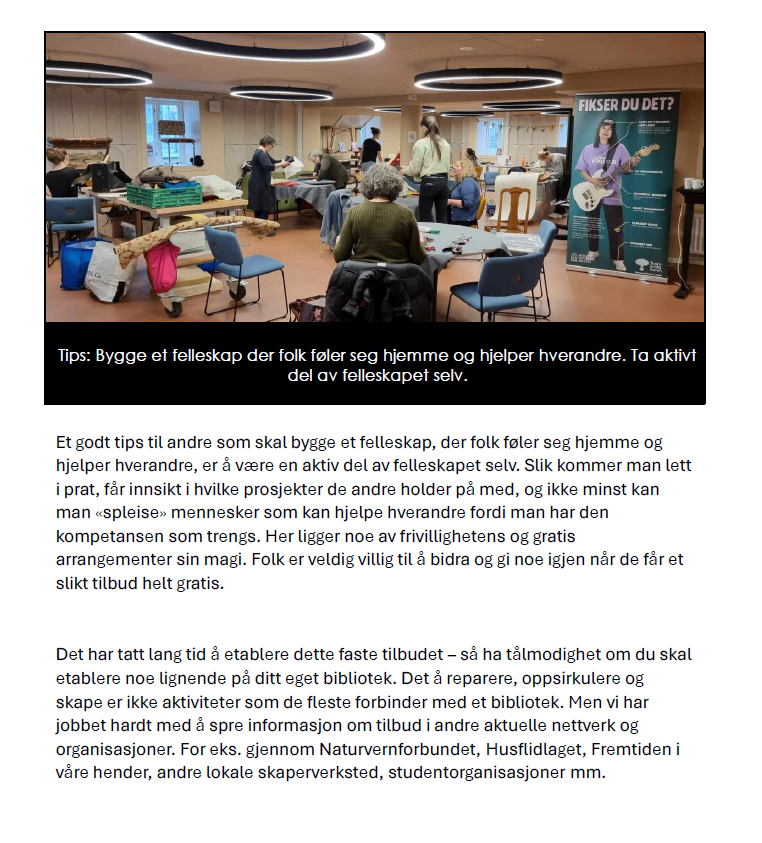 FIKSER DU DET?
Tips: Bygge et felleskap der folk føler seg hjemme og hjelper hverandre. Ta aktivt
del av felleskapet selv.
Et godt tips til andre som skal bygge et felleskap, der folk føler seg hjemme og
hjelper hverandre, er å være en aktiv del av felleskapet selv. Slik kommer man lett
i prat, får innsikt i hvilke prosjekter de andre holder på med, og ikke minst kan
man «spleise» mennesker som kan hjelpe hverandre fordi man har den
kompetansen som trengs. Her ligger noe av frivillighetens og gratis
arrangementer sin magi. Folk er veldig villig til å bidra og gi noe igjen når de får et
slikt tilbud helt gratis.
Det har tatt lang tid å etablere dette faste tilbudet – så ha tålmodighet om du skal
etablere noe lignende på ditt eget bibliotek. Det å reparere, oppsirkulere og
skape er ikke aktiviteter som de fleste forbinder med et bibliotek. Men vi har
jobbet hardt med å spre informasjon om tilbud i andre aktuelle nettverk og
organisasjoner. For eks. gjennom Naturvernforbundet, Husflidlaget, Fremtiden i
våre hender, andre lokale skaperverksted, studentorganisasjoner mm.